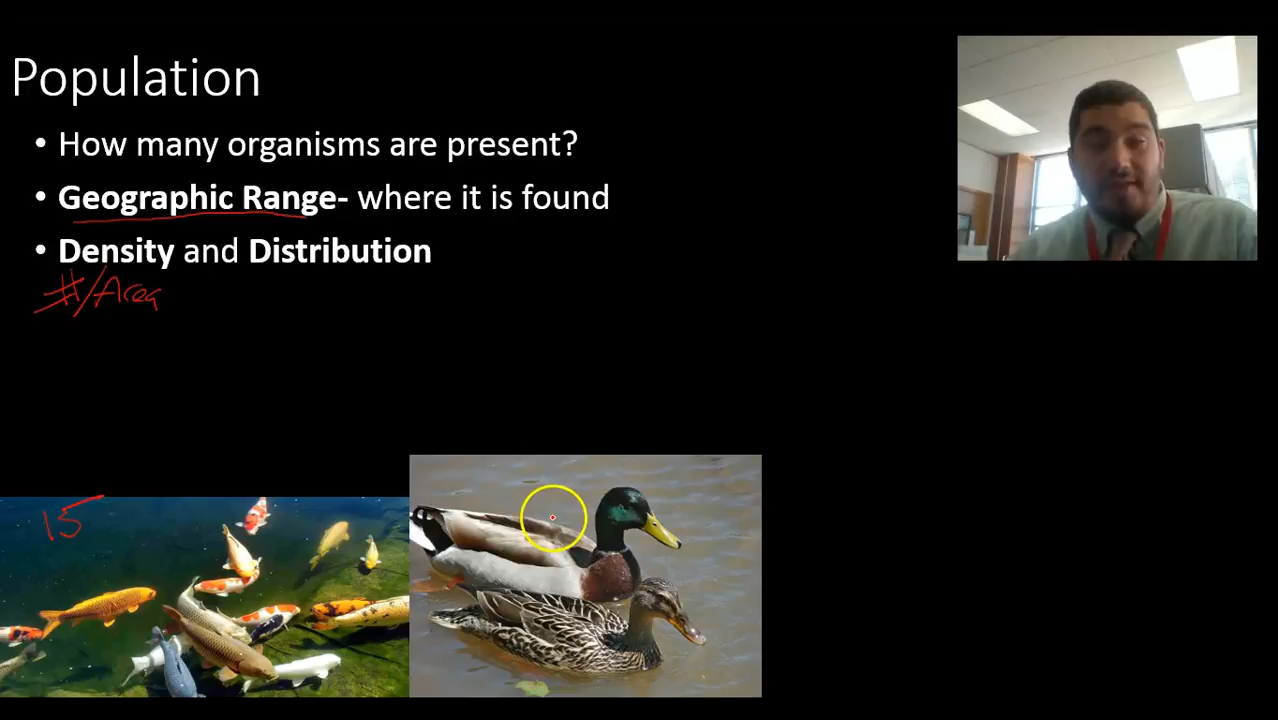 Population
• How many organisms are present?
• Geographic Range- where it is found
• Density and Distribution
#/Area
15